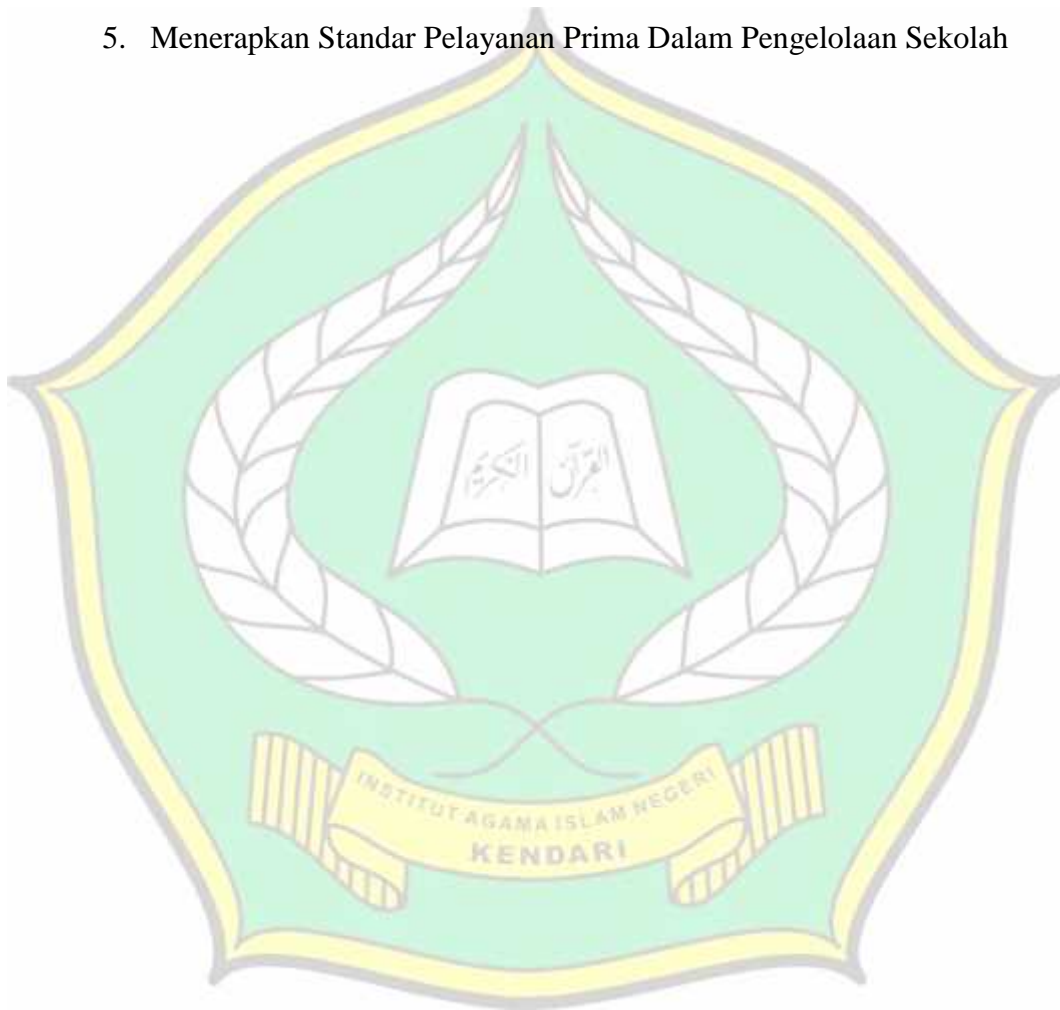 5. Menerapkan Standar Pelayanan Prima Dalam Pengelolaan Sekolah
القرآن الكريم
INSTITUT AGAMA ISLAM NEGERI
KENDARI